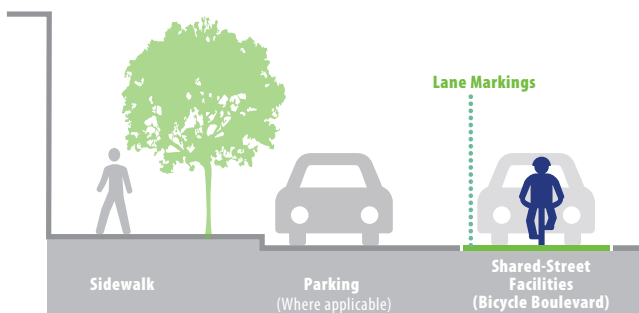 Lane Markings
Sidewalk
Parking
(Where applicable)
Shared-Street
Facilities
(Bicycle Boulevard)